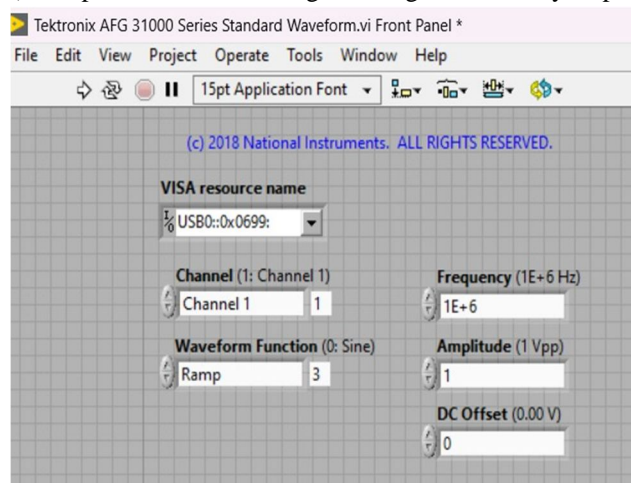 Tektronix AFG 31000 Series Standard Waveform.vi Front Panel *
File Edit View Project Operate Tools Window Help
15pt Application Font
(c) 2018 National Instruments. ALL RIGHTS RESERVED.
VISA resource name
USB0::0x0699:
Channel (1: Channel 1)
Channel 1 1
Frequency (1E+6 Hz)
1E+6
Waveform Function (0: Sine)
Ramp 3
Amplitude (1 Vpp)
1
DC Offset (0.00 V)
0